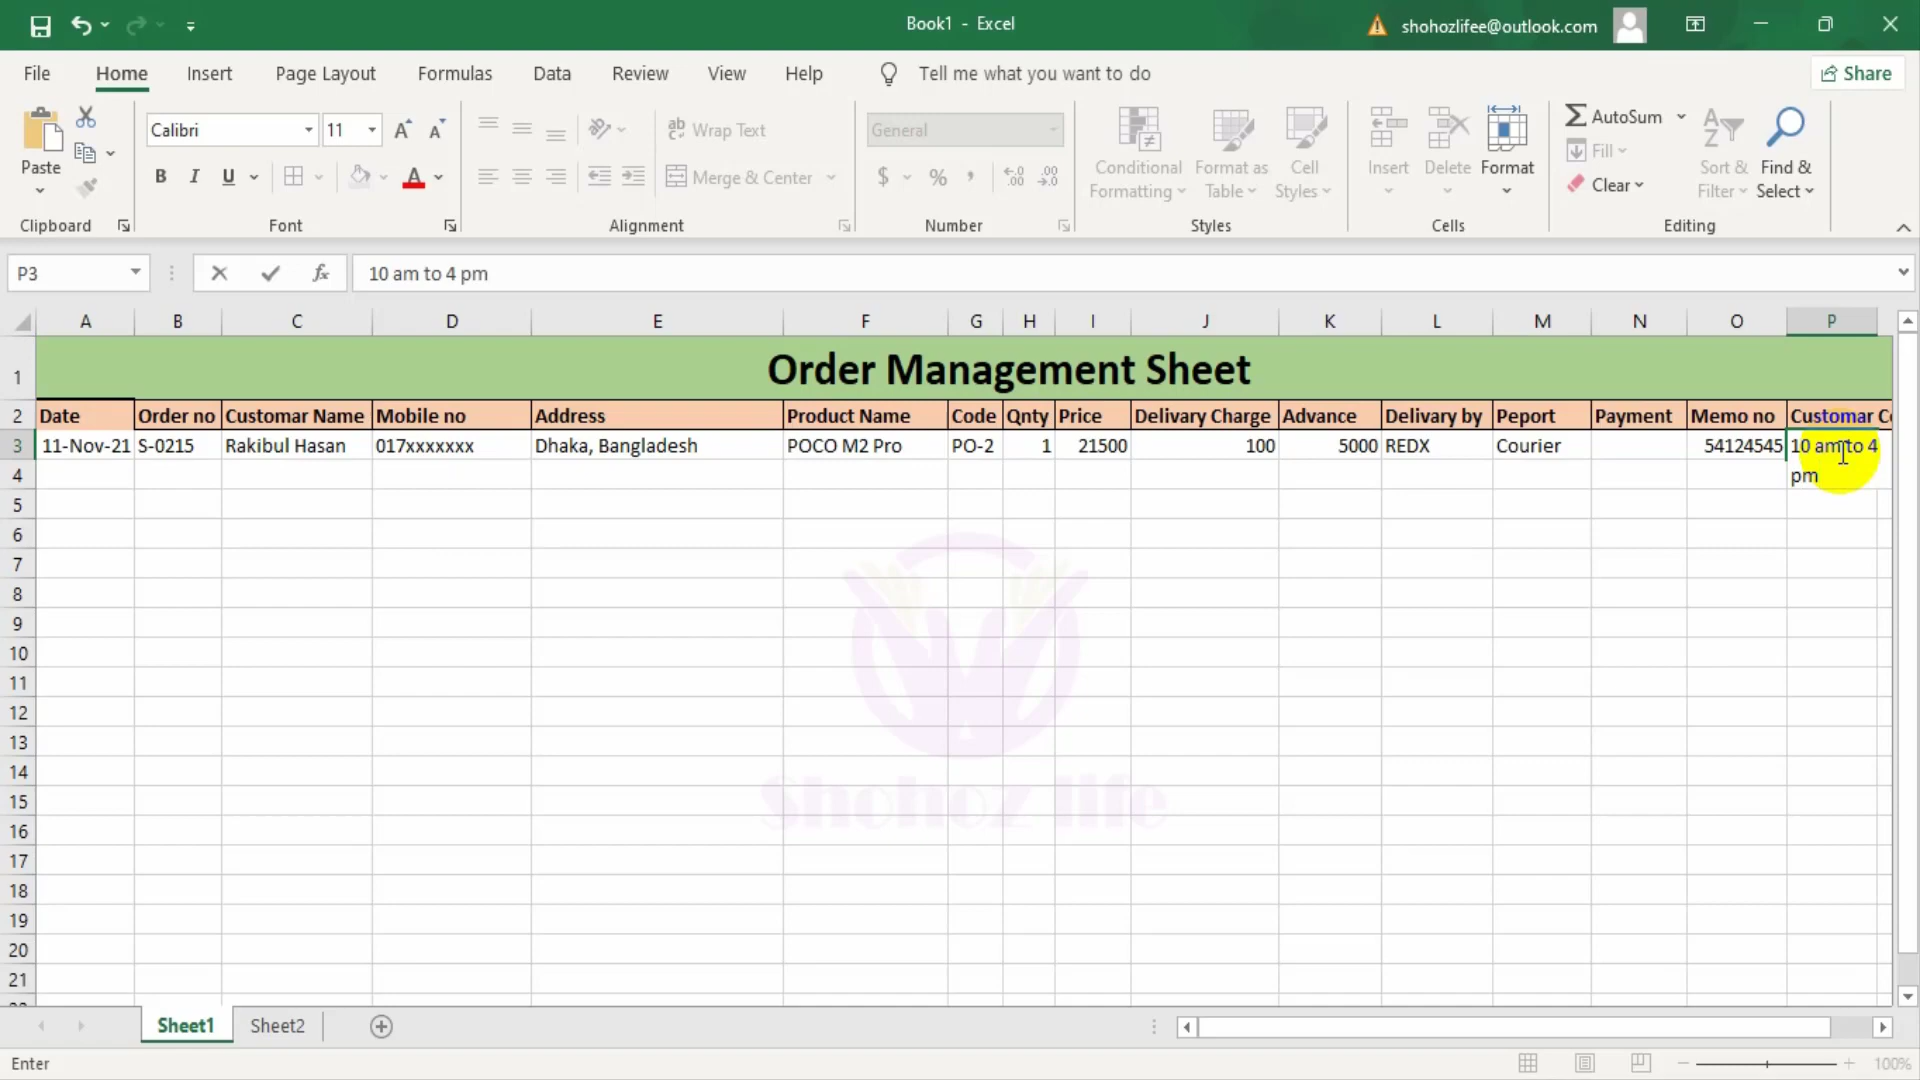 Book1 - Excel
shohozlifee@outlook.com
File Home Insert Page Layout Formulas Data Review View Help Tell me what you want to do Share
Paste
Clipboard
Calibri 11
B I U
Font
Wrap Text
Merge & Center
Alignment
General
$ % ,
Number
Conditional Formatting
Format as Table
Cell Styles
Styles
Insert Delete Format
Cells
AutoSum
Fill
Clear
Sort & Filter
Find & Select
Editing
P3 fx 10 am to 4 pm
A B C D E F G H I J K L M N O P
1 Order Management Sheet
2 Date Order no Customar Name Mobile no Address Product Name Code Qnty Price Delivary Charge Advance Delivary by Peport Payment Memo no Customar
3 11-Nov-21 S-0215 Rakibul Hasan 017xxxxxxx Dhaka, Bangladesh POCO M2 Pro PO-2 1 21500 100 5000 REDX Courier 54124545 10 am to 4
4 pm
5
6
7
8
9
10
11
12
13
14
15
16
17
18
19
20
21
Shohoz life
Sheet1 Sheet2
Enter 100%